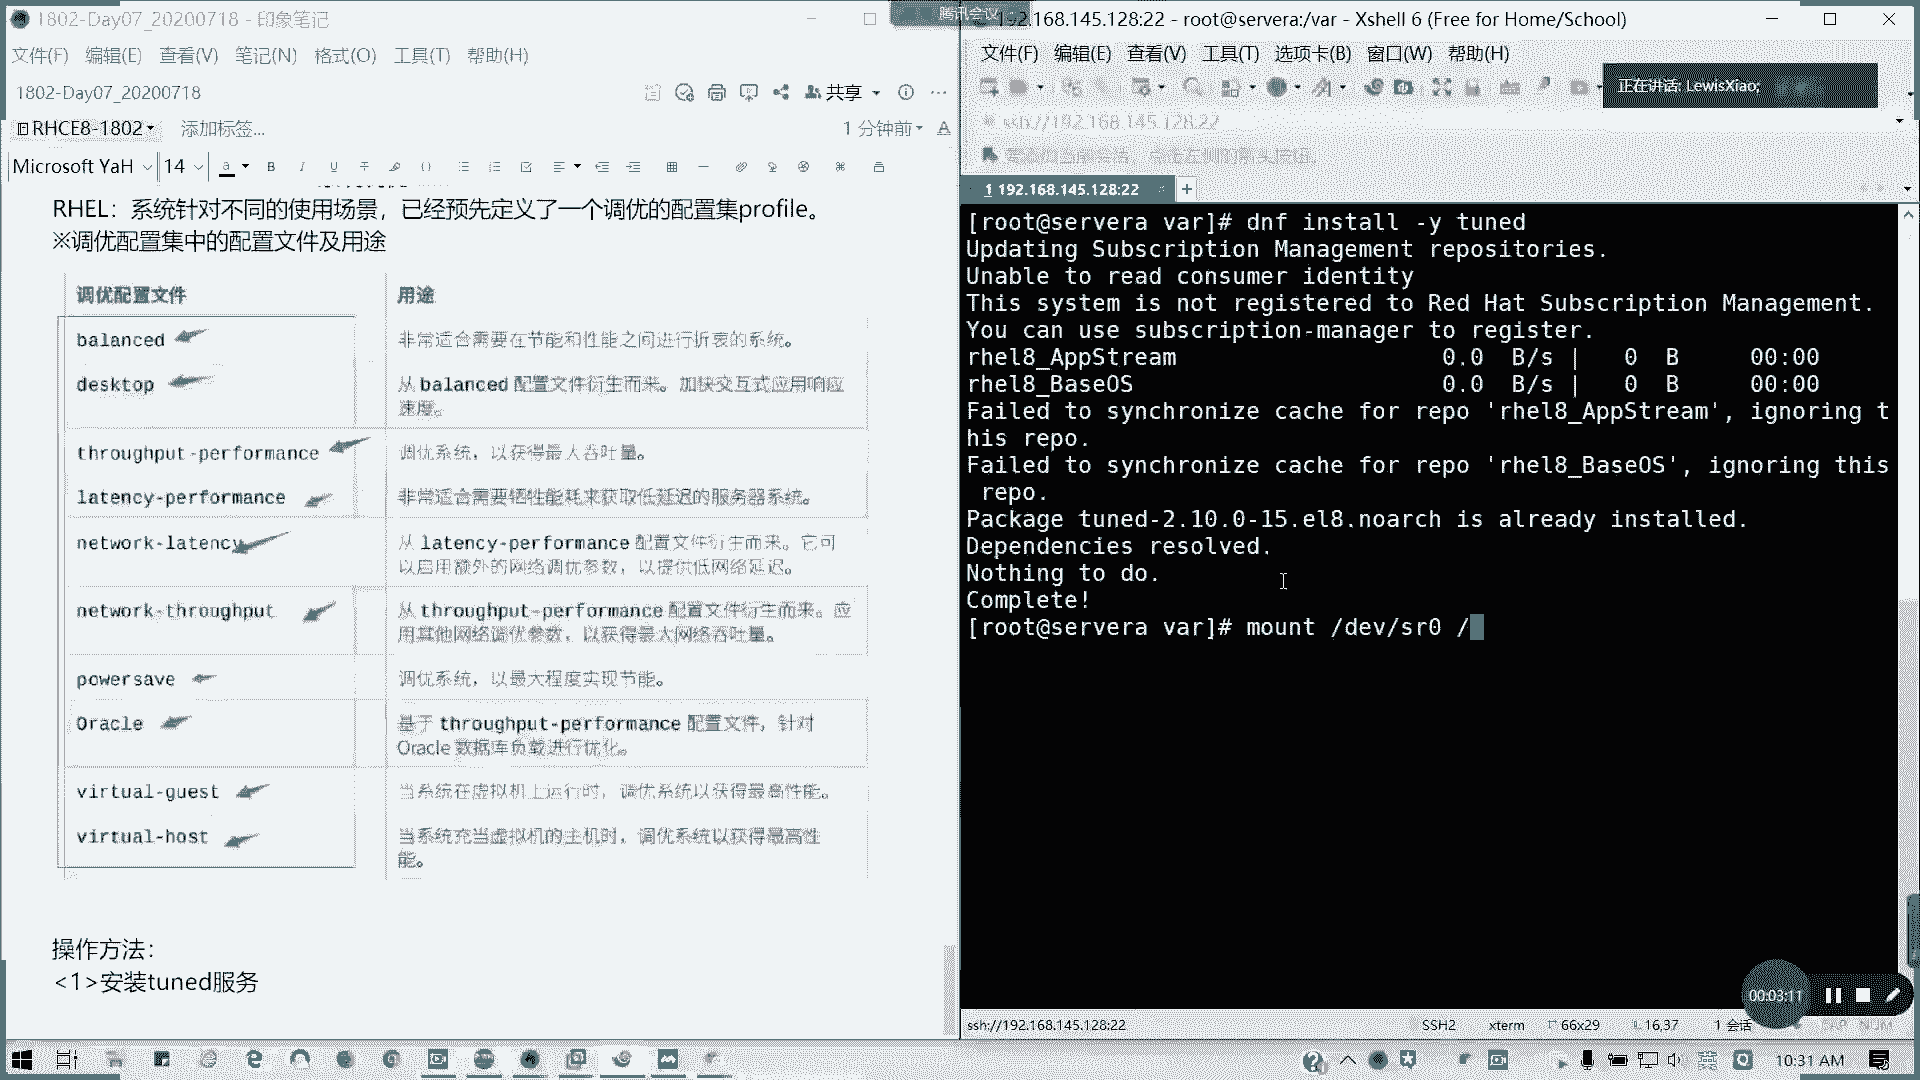 1802-Day07_20200718 - 印象笔记
文件(F) 编辑(E) 查看(V) 笔记(N) 格式(O) 工具(T) 帮助(H)
1802-Day07_20200718
共享
RHCE8-1802
添加标签...
1 分钟前
Microsoft YaH
14
RHEL：系统针对不同的使用场景，已经预先定义了一个调优的配置集profile。
※调优配置集中的配置文件及用途
调优配置文件 用途
balanced 非常适合需要在节能和性能之间进行折衷的系统。
desktop 从 balanced 配置文件衍生而来。加快交互式应用响应
速度。
throughput-performance 调优系统，以获得最大吞吐量。
latency-performance 非常适合需要牺牲能耗来获取低延迟的服务器系统。
network-latency 从 latency-performance 配置文件衍生而来。它可
以启用额外的网络调优参数，以提供低网络延迟。
network-throughput 从 throughput-performance 配置文件衍生而来。应
用其他网络调优参数，以获得最大网络吞吐量。
powersave 调优系统，以最大程度实现节能。
Oracle 基于 throughput-performance 配置文件，针对
Oracle 数据库负载进行优化。
virtual-guest 当系统在虚拟机上运行时，调优系统以获得最高性能。
virtual-host 当系统充当虚拟机的主机时，调优系统以获得最高性
能。
操作方法：
<1>安装tuned服务
腾讯会议
192.168.145.128:22 - root@servera:/var - Xshell 6 (Free for Home/School)
文件(F) 编辑(E) 查看(V) 工具(T) 选项卡(B) 窗口(W) 帮助(H)
正在讲话: LewisXiao;
ssh://192.168.145.128:22
1 192.168.145.128:22
[root@servera var]# dnf install -y tuned
Updating Subscription Management repositories.
Unable to read consumer identity
This system is not registered to Red Hat Subscription Management.
You can use subscription-manager to register.
rhel8_AppStream 0.0 B/s | 0 B 00:00
rhel8_BaseOS 0.0 B/s | 0 B 00:00
Failed to synchronize cache for repo 'rhel8_AppStream', ignoring t
his repo.
Failed to synchronize cache for repo 'rhel8_BaseOS', ignoring this
 repo.
Package tuned-2.10.0-15.el8.noarch is already installed.
Dependencies resolved.
Nothing to do.
Complete!
[root@servera var]# mount /dev/sr0 /
00:03:11
ssh://192.168.145.128:22 SSH2 xterm 66x29 16,37 1 会话 CAP NUM
10:31 AM